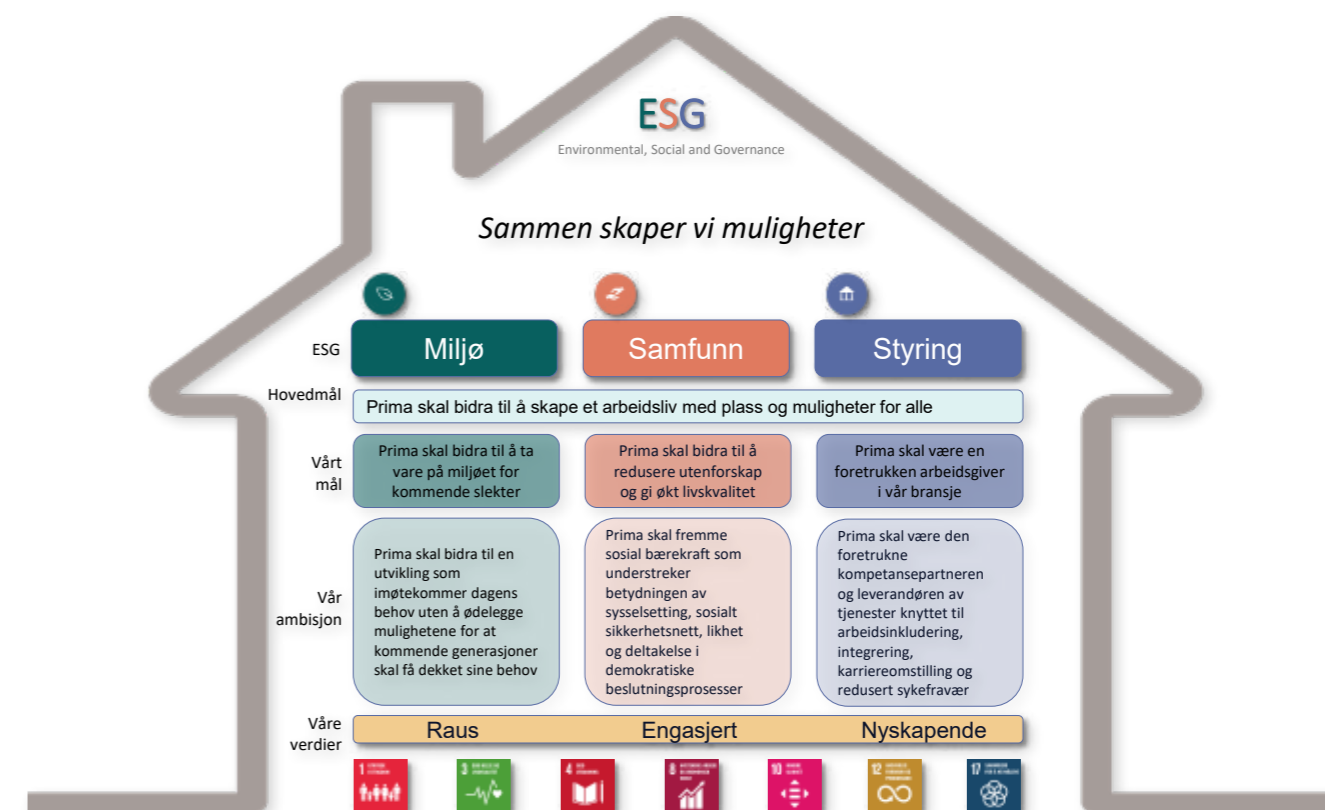 ESG
Environmental, Social and Governance
Sammen skaper vi muligheter
ESG
Miljø
Samfunn
Styring
Hovedmål
Prima skal bidra til å skape et arbeidsliv med plass og muligheter for alle
Vårt
mål
Prima skal bidra til å ta
vare på miljøet for
kommende slekter
Prima skal bidra til å
redusere utenforskap
og gi økt livskvalitet
Prima skal være en
foretrukken arbeidsgiver
i vår bransje
Vår
ambisjon
Prima skal bidra til en
utvikling som
imøtekommer dagens
behov uten å ødelegge
mulighetene for at
kommende generasjoner
skal få dekket sine behov
Prima skal fremme
sosial bærekraft som
understreker
betydningen av
sysselsetting, sosialt
sikkerhetsnett, likhet
og deltakelse i
demokratiske
beslutningsprosesser
Prima skal være den
foretrukne
kompetansepartneren
og leverandøren av
tjenester knyttet til
arbeidsinkludering,
integrering,
karriereomstilling og
redusert sykefravær
Våre
verdier
Raus
Engasjert
Nyskapende
1
3
4
8
10
12
17